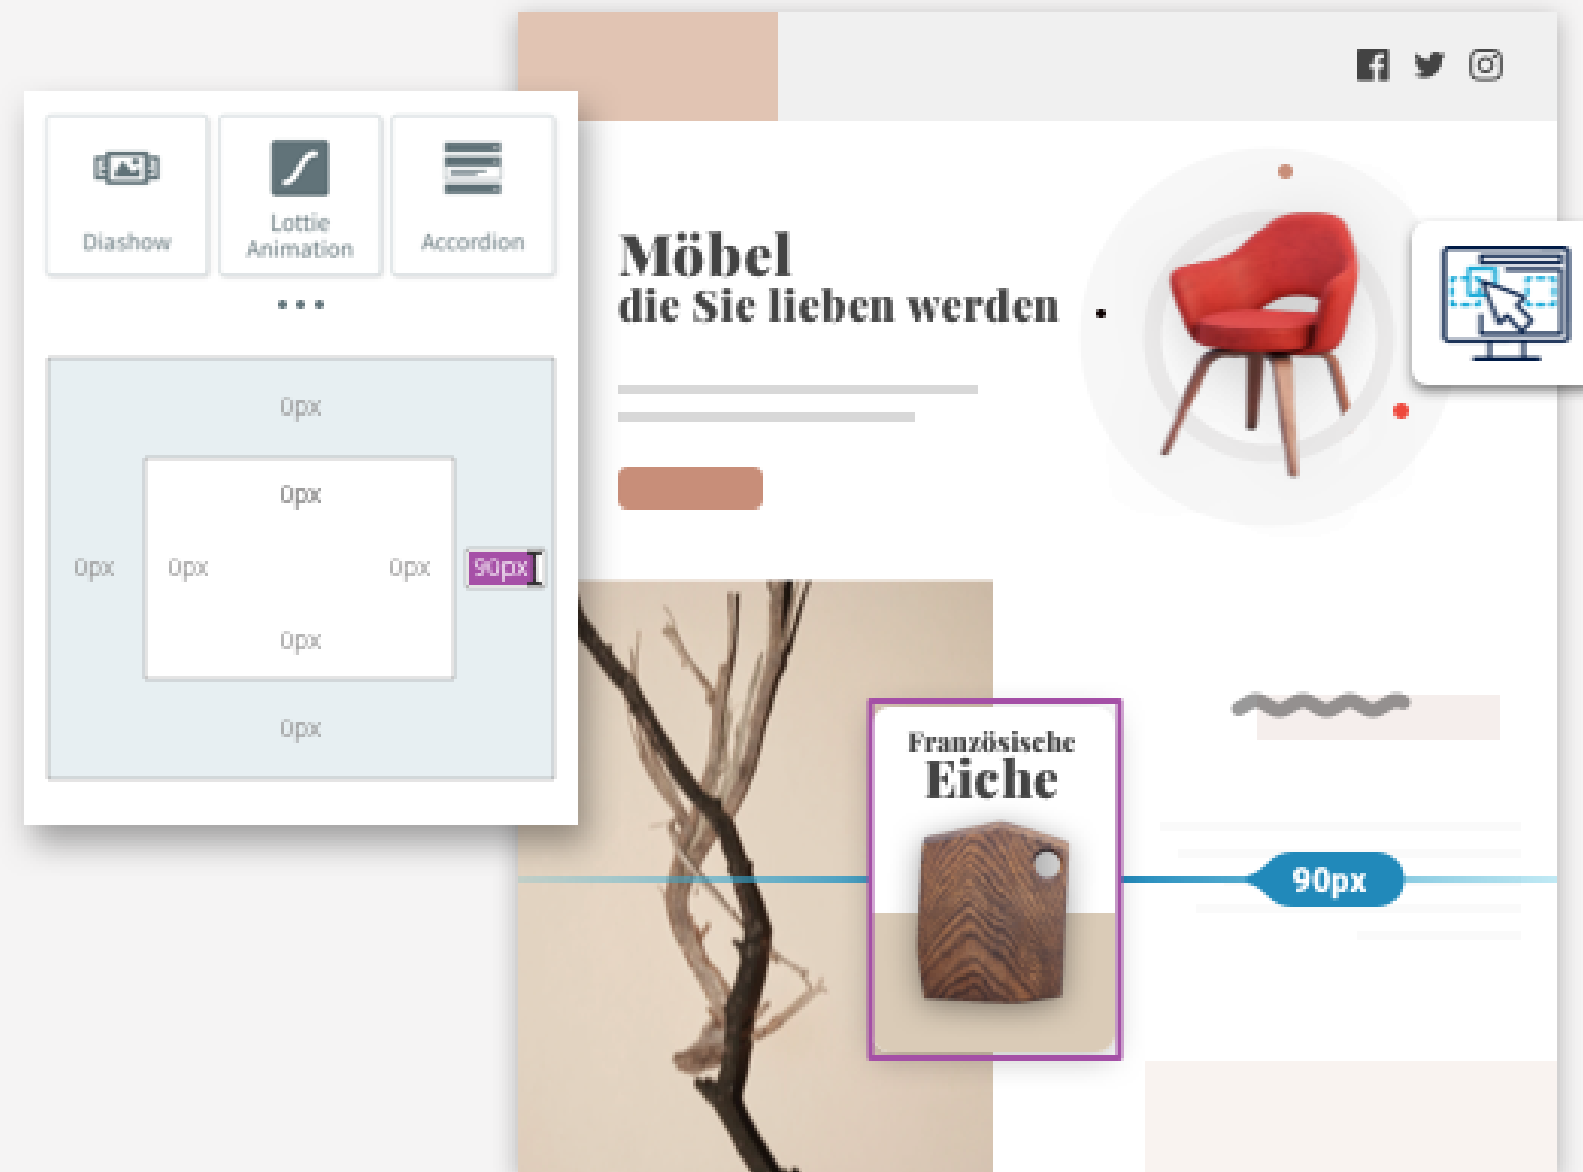 Diashow
Lottie
Animation
Accordion
0px
0px
0px
0px
0px
90px
0px
0px
Möbel
die Sie lieben werden
Französische
Eiche
90px